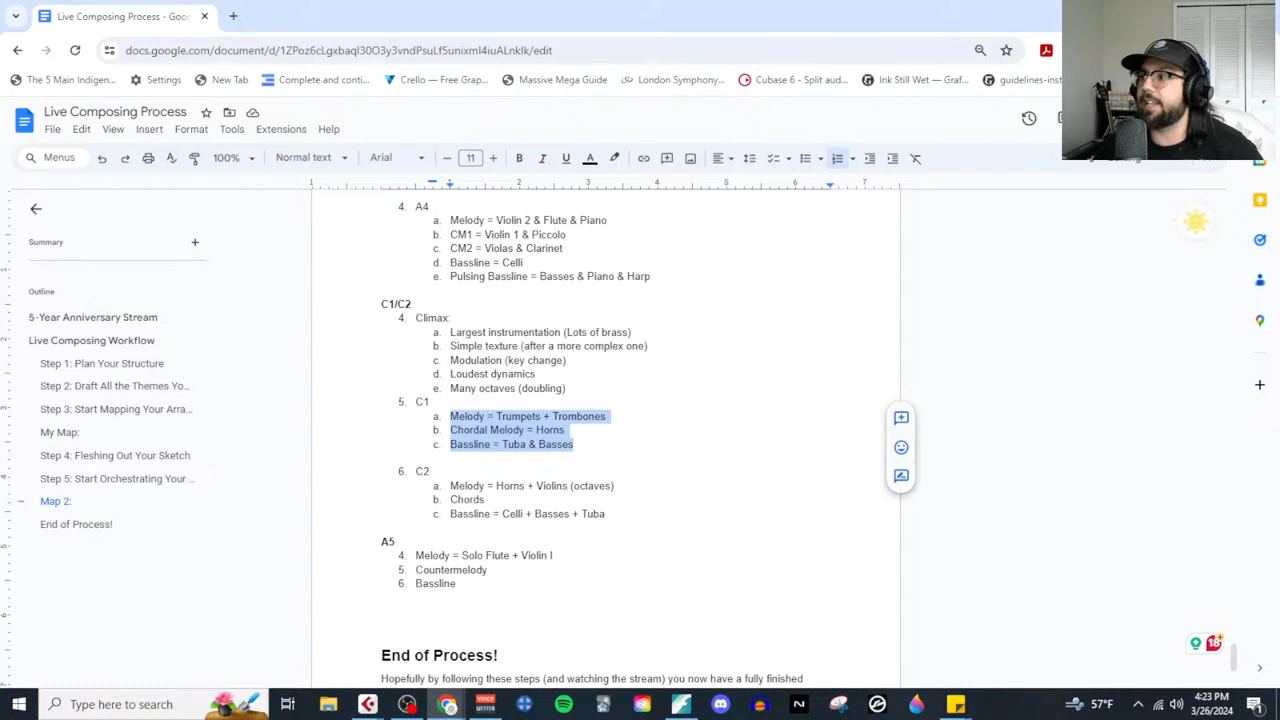 Live Composing Process - Goo
docs.google.com/document/d/1ZPoz6cLgxbaql30O3y3vndPsuLf5unixmI4iuALnkIk/edit
The 5 Main Indigen...
Settings
New Tab
Complete and conti...
Crello – Free Grap...
Massive Mega Guide
London Symphony...
Cubase 6 - Split aud...
Ink Still Wet — Graf...
guidelines-inst
Live Composing Process
File Edit View Insert Format Tools Extensions Help
Menus 100% Normal text Arial 11
1 1 2 3 4 5 6 7
Summary
Outline
5-Year Anniversary Stream
Live Composing Workflow
Step 1: Plan Your Structure
Step 2: Draft All the Themes Yo...
Step 3: Start Mapping Your Arra...
My Map:
Step 4: Fleshing Out Your Sketch
Step 5: Start Orchestrating Your ...
Map 2:
End of Process!
4. A4
a. Melody = Violin 2 & Flute & Piano
b. CM1 = Violin 1 & Piccolo
c. CM2 = Violas & Clarinet
d. Bassline = Celli
e. Pulsing Bassline = Basses & Piano & Harp
C1/C2
4. Climax:
a. Largest instrumentation (Lots of brass)
b. Simple texture (after a more complex one)
c. Modulation (key change)
d. Loudest dynamics
e. Many octaves (doubling)
5. C1
a. Melody = Trumpets + Trombones
b. Chordal Melody = Horns
c. Bassline = Tuba & Basses
6. C2
a. Melody = Horns + Violins (octaves)
b. Chords
c. Bassline = Celli + Basses + Tuba
A5
4. Melody = Solo Flute + Violin I
5. Countermelody
6. Bassline
End of Process!
Hopefully by following these steps (and watching the stream) you now have a fully finished
18
Type here to search
57°F
4:23 PM
3/26/2024